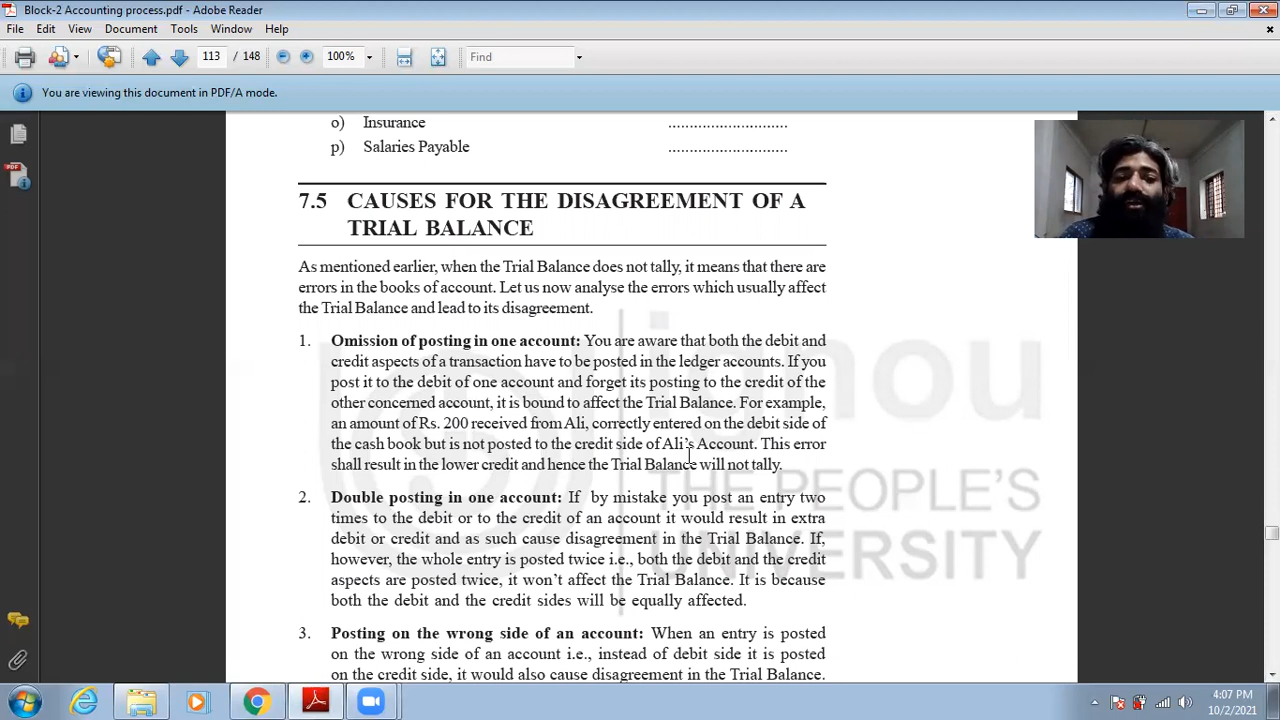 Block-2 Accounting process.pdf - Adobe Reader
File Edit View Document Tools Window Help
113 / 148 100% Find
You are viewing this document in PDF/A mode.
o) Insurance ............................
p) Salaries Payable ............................
7.5 CAUSES FOR THE DISAGREEMENT OF A
TRIAL BALANCE
As mentioned earlier, when the Trial Balance does not tally, it means that there are
errors in the books of account. Let us now analyse the errors which usually affect
the Trial Balance and lead to its disagreement.
1. Omission of posting in one account: You are aware that both the debit and
credit aspects of a transaction have to be posted in the ledger accounts. If you
post it to the debit of one account and forget its posting to the credit of the
other concerned account, it is bound to affect the Trial Balance. For example,
an amount of Rs. 200 received from Ali, correctly entered on the debit side of
the cash book but is not posted to the credit side of Ali’s Account. This error
shall result in the lower credit and hence the Trial Balance will not tally.
2. Double posting in one account: If by mistake you post an entry two
times to the debit or to the credit of an account it would result in extra
debit or credit and as such cause disagreement in the Trial Balance. If,
however, the whole entry is posted twice i.e., both the debit and the credit
aspects are posted twice, it won’t affect the Trial Balance. It is because
both the debit and the credit sides will be equally affected.
3. Posting on the wrong side of an account: When an entry is posted
on the wrong side of an account i.e., instead of debit side it is posted
on the credit side, it would also cause disagreement in the Trial Balance.
ignou
THE PEOPLE'S
UNIVERSITY
4:07 PM
10/2/2021